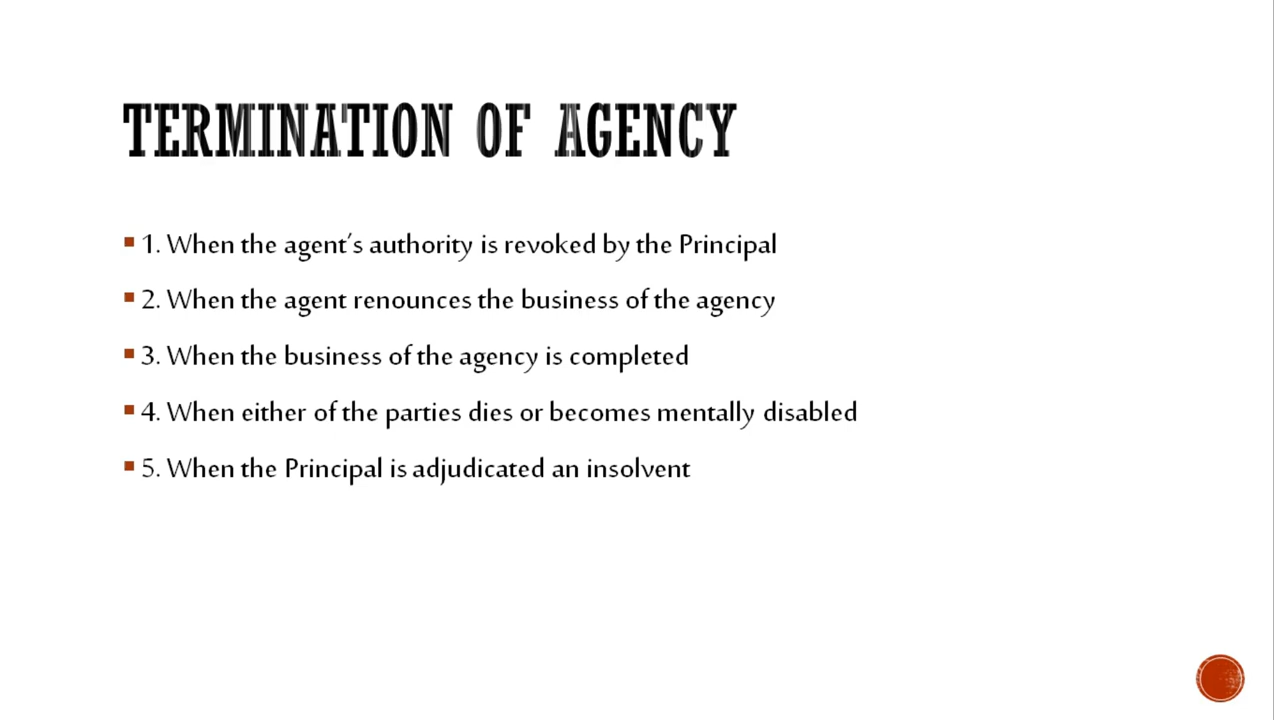 TERMINATION OF AGENCY
▪ 1. When the agent's authority is revoked by the Principal
▪ 2. When the agent renounces the business of the agency
▪ 3. When the business of the agency is completed
▪ 4. When either of the parties dies or becomes mentally disabled
▪ 5. When the Principal is adjudicated an insolvent